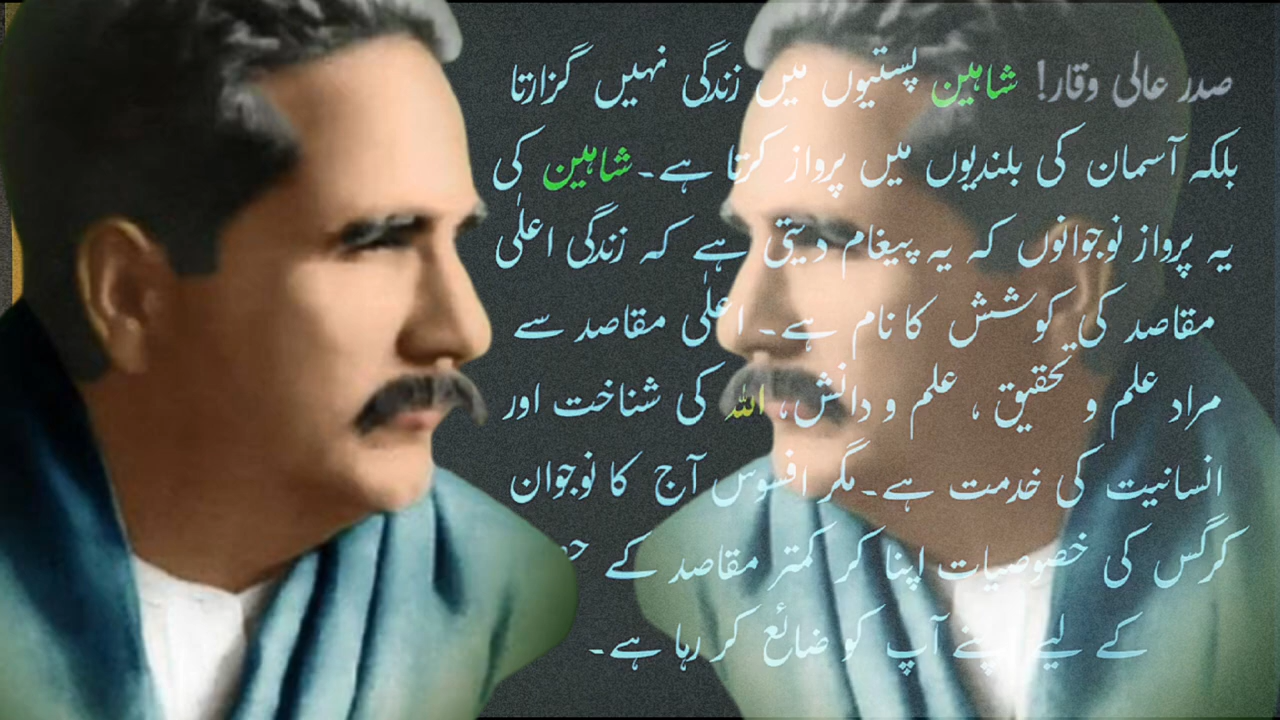 صدر عالی وقار! شاہین پستیوں میں زندگی نہیں گزارتا
بلکہ آسمان کی بلندیوں میں پرواز کرتا ہے۔شاہین کی
یہ پرواز نوجوانوں کہ یہ پیغام دیتی ہے کہ زندگی اعلٰی
مقاصد کی کوشش کا نام ہے۔ اعلٰی مقاصد سے
مراد علم و تحقیق ، علم و دانش، اللہ کی شناخت اور
انسانیت کی خدمت ہے۔مگر افسوس آج کا نوجوان
کرگس کی خصوصیات اپنا کر کمتر مقاصد کے
کے لیے آپ کو ضائع کر رہا ہے۔